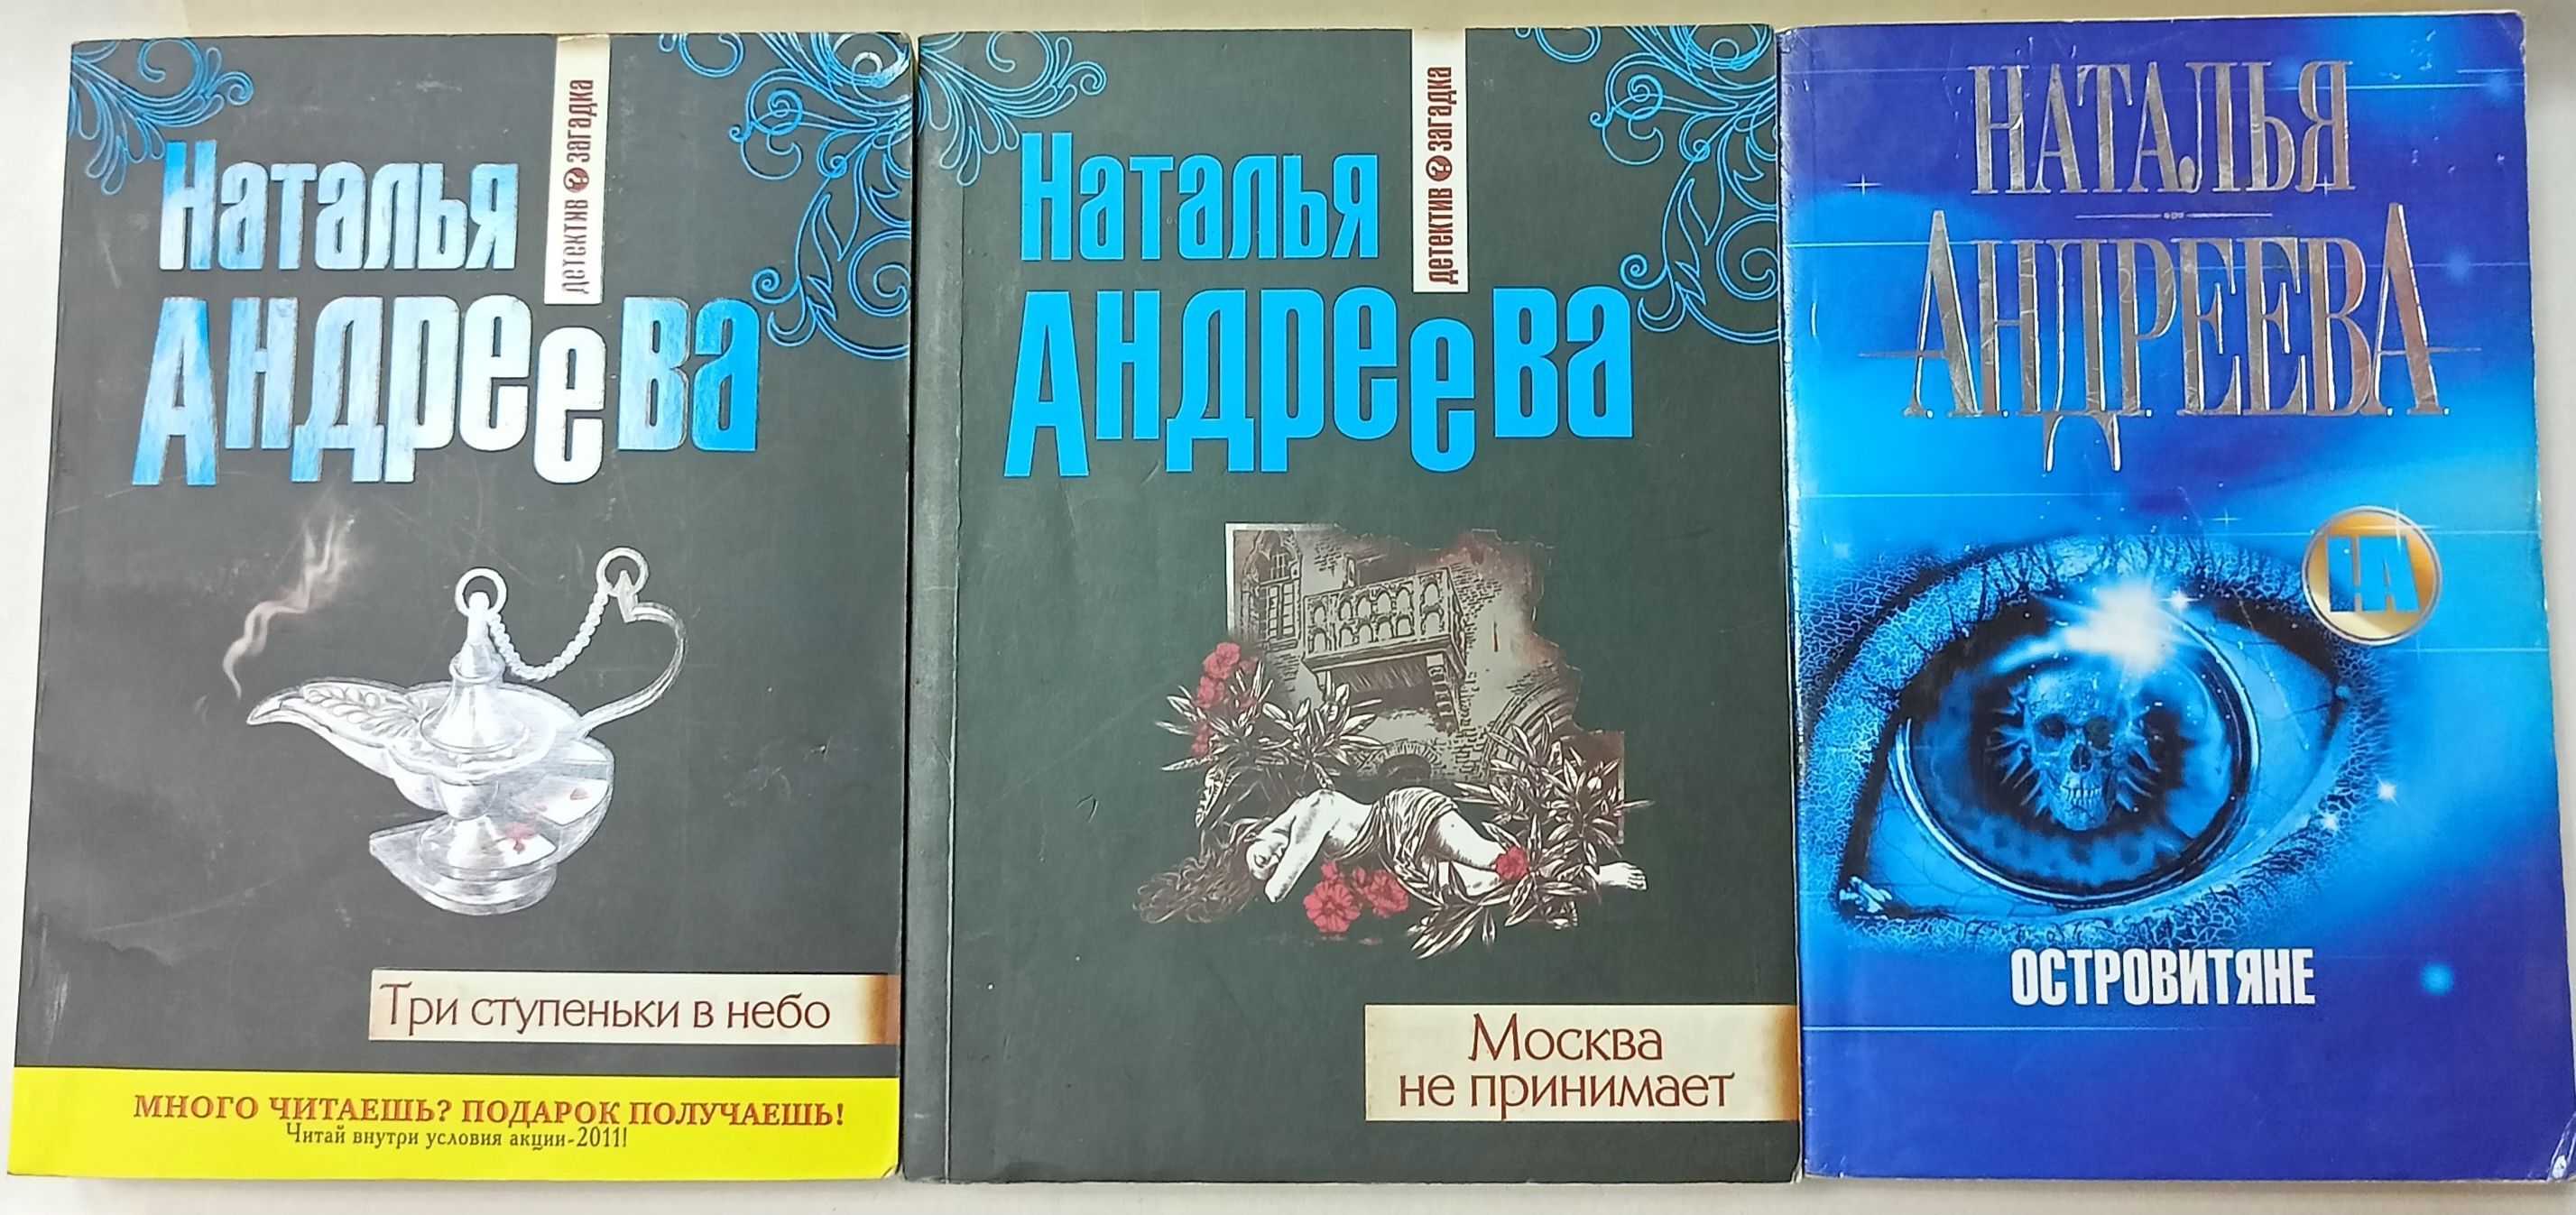 Наталья
Андреева
детектив ? загадка
Три ступеньки в небо
МНОГО ЧИТАЕШЬ? ПОДАРОК ПОЛУЧАЕШЬ!
Читай внутри условия акции-2011!
Наталья
Андреева
детектив ? загадка
Москва
не принимает
НАТАЛЬЯ
АНДРЕЕВА
НА
ОСТРОВИТЯНЕ